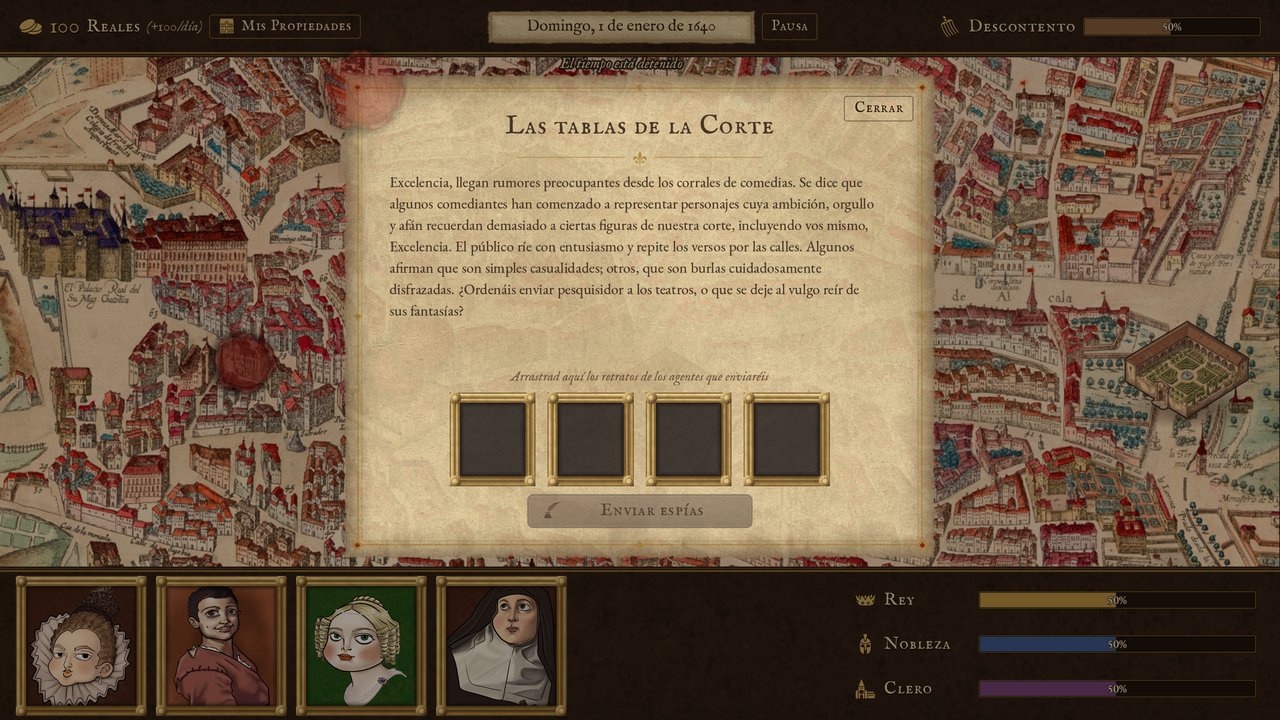 100 Reales (+100/día)
Mis Propiedades
Domingo, 1 de enero de 1640
Pausa
Descontento
50%
El tiempo está detenido
Cerrar
Las tablas de la Corte
Excelencia, llegan rumores preocupantes desde los corrales de comedias. Se dice que
algunos comediantes han comenzado a representar personajes cuya ambición, orgullo
y afán recuerdan demasiado a ciertas figuras de nuestra corte, incluyendo vos mismo,
Excelencia. El público ríe con entusiasmo y repite los versos por las calles. Algunos
afirman que son simples casualidades; otros, que son burlas cuidadosamente
disfrazadas. ¿Ordenáis enviar pesquisidor a los teatros, o que se deje al vulgo reír de
sus fantasías?
Arrastrad aquí los retratos de los agentes que enviaréis
Enviar espías
El Palacio Real del
Su Mag Chatolica
de Al cala
Rey
50%
Nobleza
50%
Clero
50%